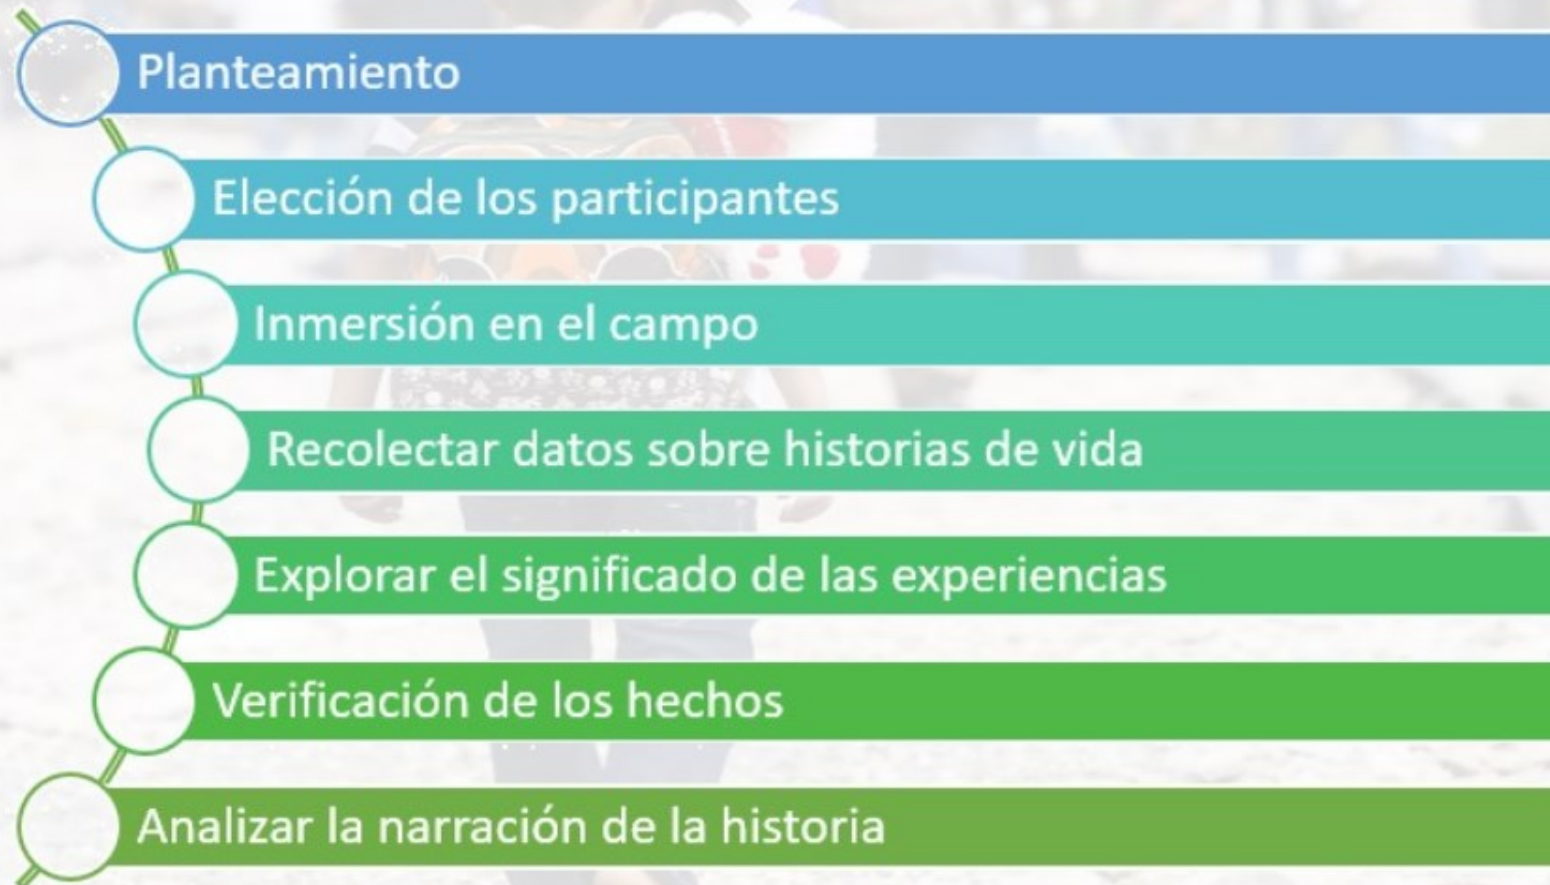 Planteamiento
Elección de los participantes
Inmersión en el campo
Recolectar datos sobre historias de vida
Explorar el significado de las experiencias
Verificación de los hechos
Analizar la narración de la historia